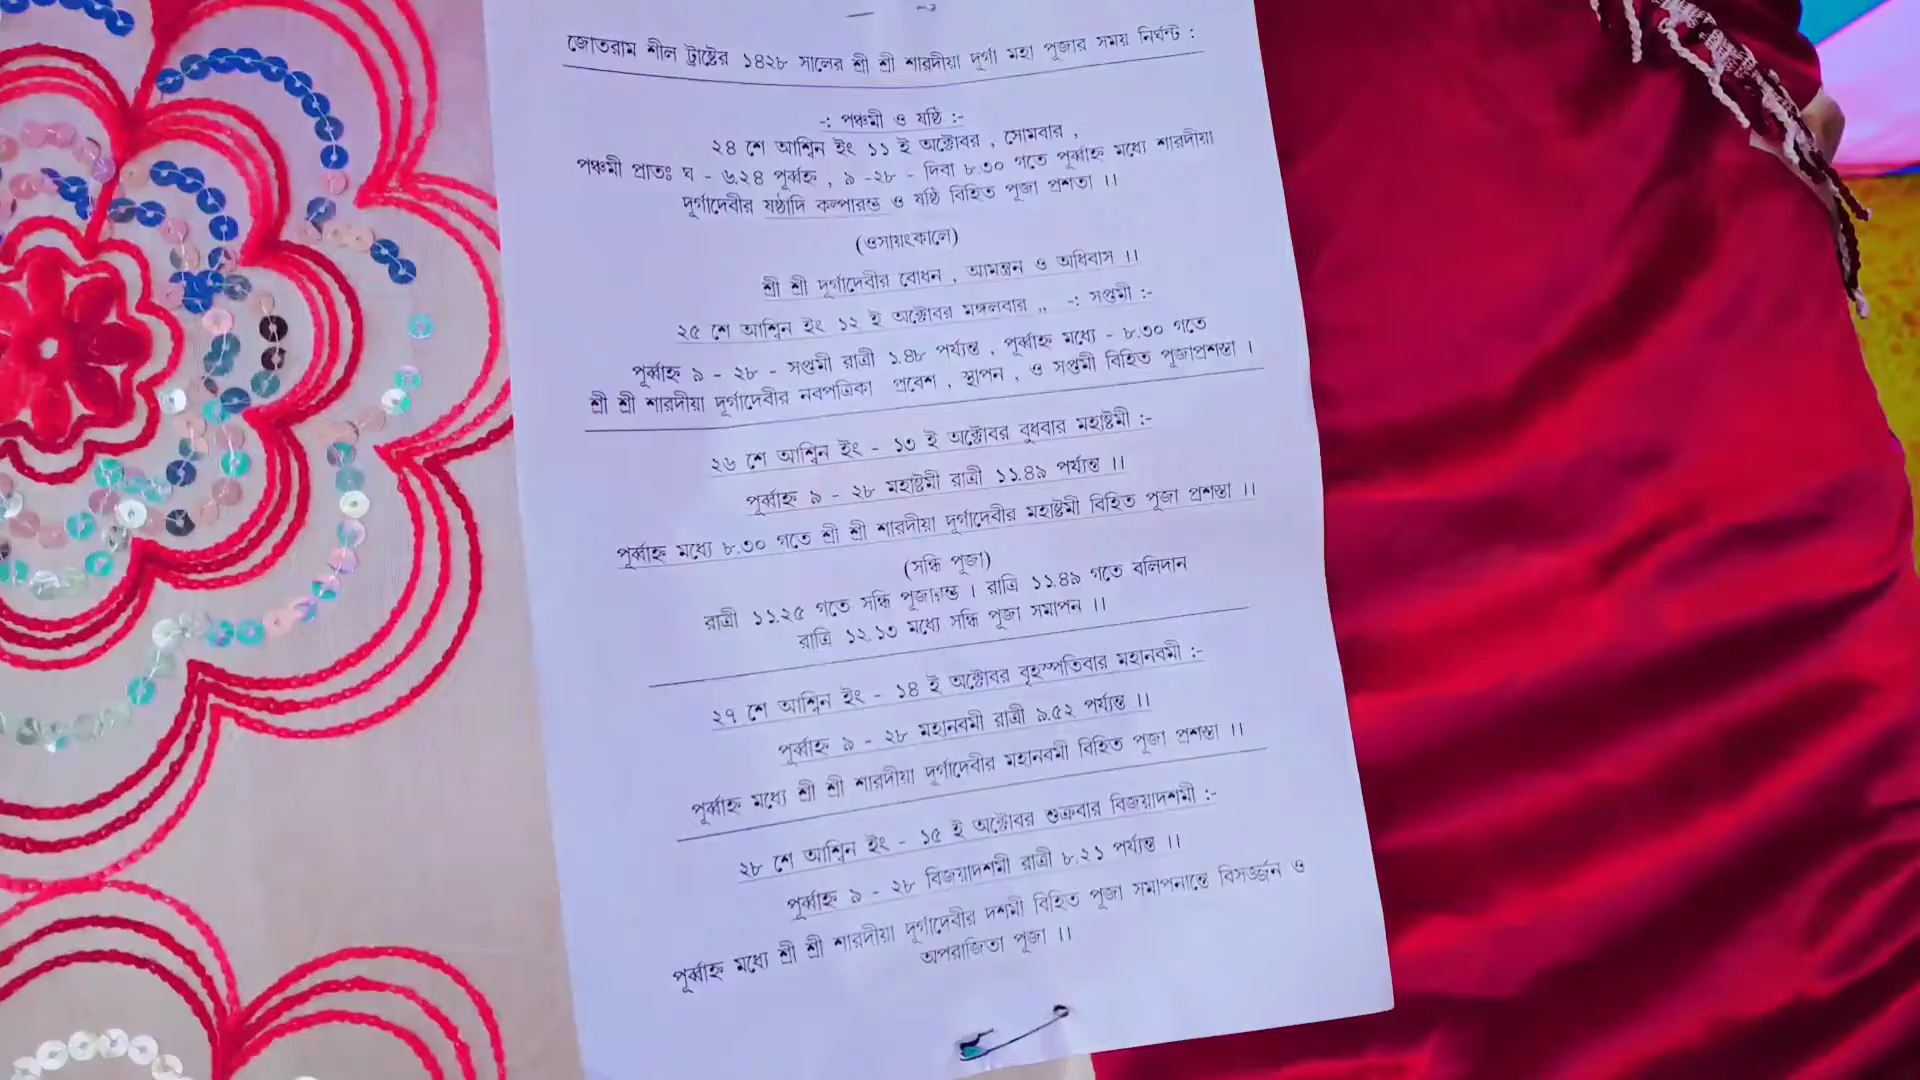 জোতরাম শীল ট্রাষ্টের ১৪২৮ সালের শ্রী শ্রী শারদীয়া দূর্গা মহা পূজার সময় নির্ঘন্ট :
-: পঞ্চমী ও ষষ্ঠি :-
২৪ শে আশ্বিন ইং ১১ ই অক্টোবর , সোমবার ,
পঞ্চমী প্রাতঃ ঘ - ৬.২৪ পূর্ব্বাহ্ন , ৯ -২৮ - দিবা ৮.৩০ গতে পূর্ব্বাহ্ন মধ্যে শারদীয়া
দূর্গাদেবীর ষষ্ঠাদি কল্পারম্ভ ও ষষ্ঠি বিহিত পূজা প্রশস্তা ।।
(ওসায়ংকালে)
শ্রী শ্রী দূর্গাদেবীর বোধন , আমন্ত্রন ও অধিবাস ।।
২৫ শে আশ্বিন ইং ১২ ই অক্টোবর মঙ্গলবার ,, -: সপ্তমী :-
পূর্ব্বাহ্ন ৯ - ২৮ - সপ্তমী রাত্রী ১.৪৮ পর্য্যন্ত , পূর্ব্বাহ্ন মধ্যে - ৮.৩০ গতে
শ্রী শ্রী শারদীয়া দূর্গাদেবীর নবপত্রিকা প্রবেশ , স্থাপন , ও সপ্তমী বিহিত পূজাপ্রশস্তা ।
২৬ শে আশ্বিন ইং - ১৩ ই অক্টোবর বুধবার মহাষ্টমী :-
পূর্ব্বাহ্ন ৯ - ২৮ মহাষ্টমী রাত্রী ১১.৪৯ পর্য্যন্ত ।।
পূর্ব্বাহ্ন মধ্যে ৮.৩০ গতে শ্রী শ্রী শারদীয়া দূর্গাদেবীর মহাষ্টমী বিহিত পূজা প্রশস্তা ।।
(সন্ধি পূজা)
রাত্রী ১১.২৫ গতে সন্ধি পূজারম্ভ । রাত্রি ১১.৪৯ গতে বলিদান
রাত্রি ১২.১৩ মধ্যে সন্ধি পূজা সমাপন ।।
২৭ শে আশ্বিন ইং - ১৪ ই অক্টোবর বৃহস্পতিবার মহানবমী :-
পূর্ব্বাহ্ন ৯ - ২৮ মহানবমী রাত্রী ৯.৫২ পর্য্যন্ত ।।
পূর্ব্বাহ্ন মধ্যে শ্রী শ্রী শারদীয়া দূর্গাদেবীর মহানবমী বিহিত পূজা প্রশস্তা ।।
২৮ শে আশ্বিন ইং - ১৫ ই অক্টোবর শুক্রবার বিজয়াদশমী :-
পূর্ব্বাহ্ন ৯ - ২৮ বিজয়াদশমী রাত্রী ৮.২১ পর্য্যন্ত ।।
পূর্ব্বাহ্ন মধ্যে শ্রী শ্রী শারদীয়া দূর্গাদেবীর দশমী বিহিত পূজা সমাপনান্তে বিসর্জ্জন ও
অপরাজিতা পূজা ।।